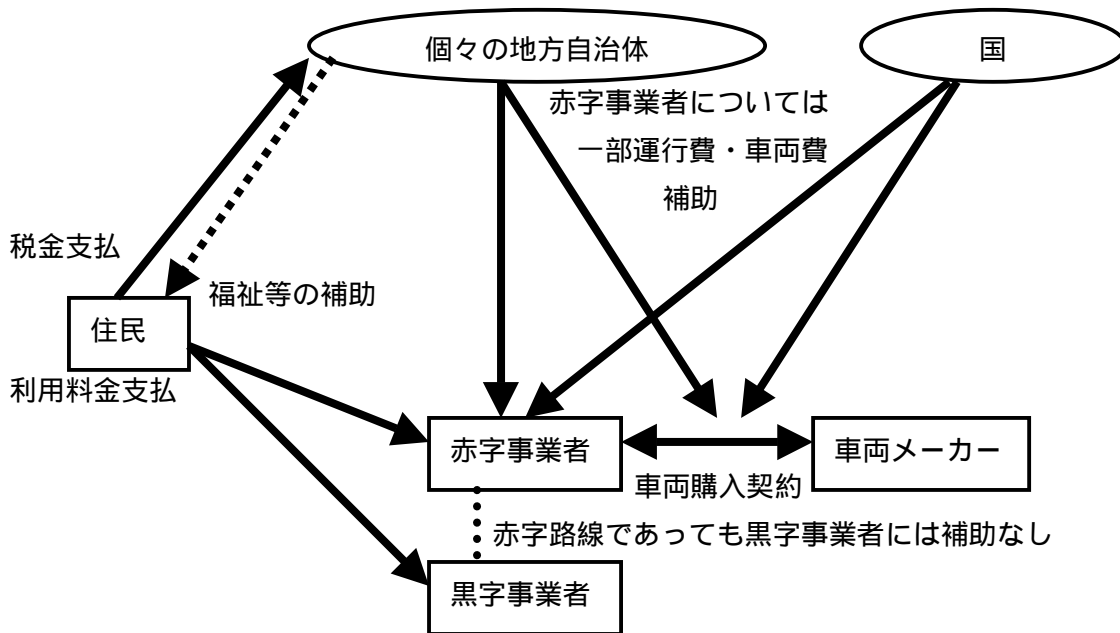 個々の地方自治体
国
赤字事業者については
一部運行費・車両費
補助
税金支払
福祉等の補助
住民
利用料金支払
赤字事業者
車両メーカー
車両購入契約
赤字路線であっても黒字事業者には補助なし
黒字事業者